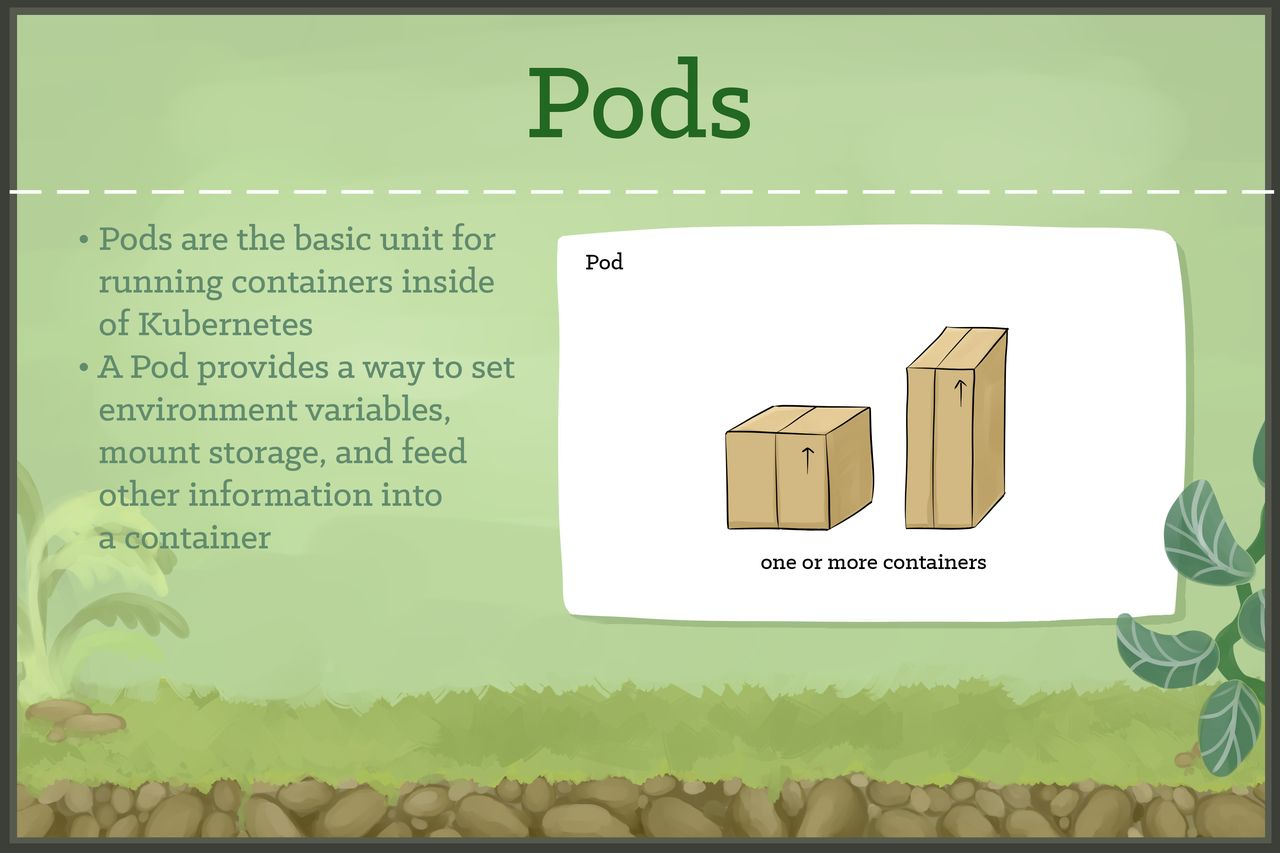 Pods
• Pods are the basic unit for
running containers inside
of Kubernetes
• A Pod provides a way to set
environment variables,
mount storage, and feed
other information into
a container
Pod
one or more containers